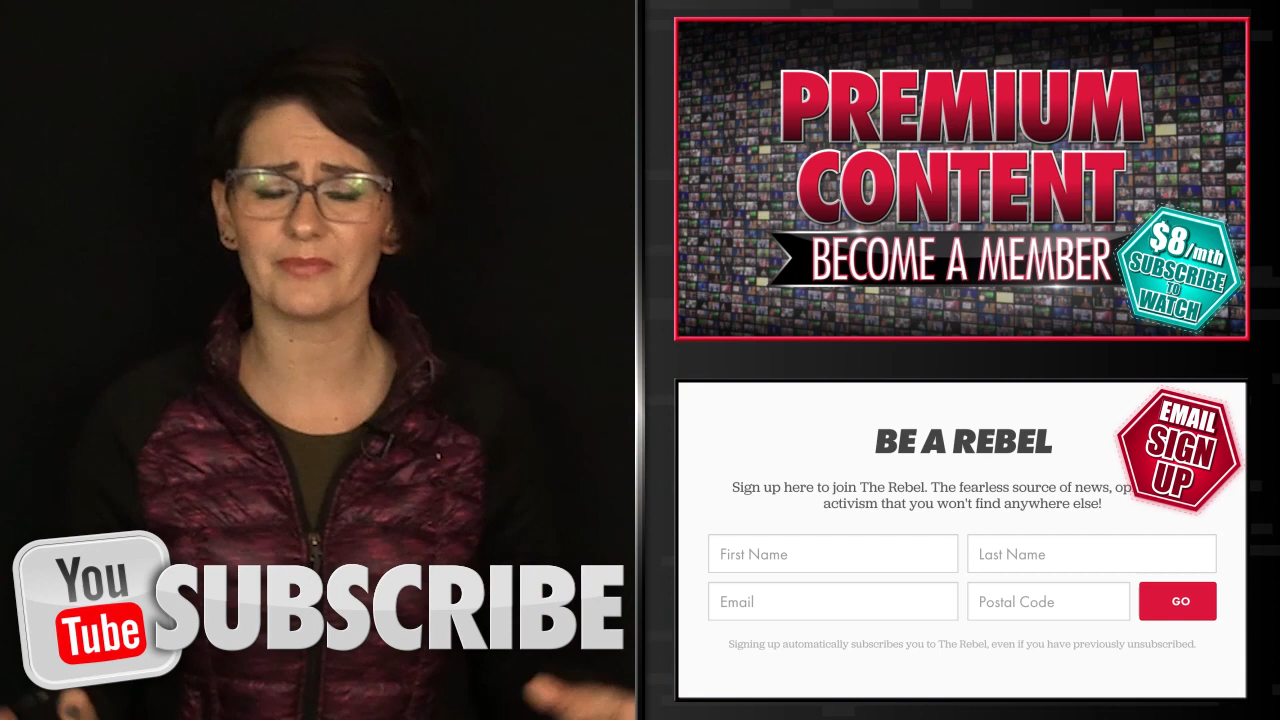 You
Tube
SUBSCRIBE
PREMIUM
CONTENT
BECOME A MEMBER
$8/mth
SUBSCRIBE
TO
WATCH
BE A REBEL
EMAIL
SIGN
UP
Sign up here to join The Rebel. The fearless source of news, op
activism that you won't find anywhere else!
First Name
Last Name
Email
Postal Code
GO
Signing up automatically subscribes you to The Rebel, even if you have previously unsubscribed.